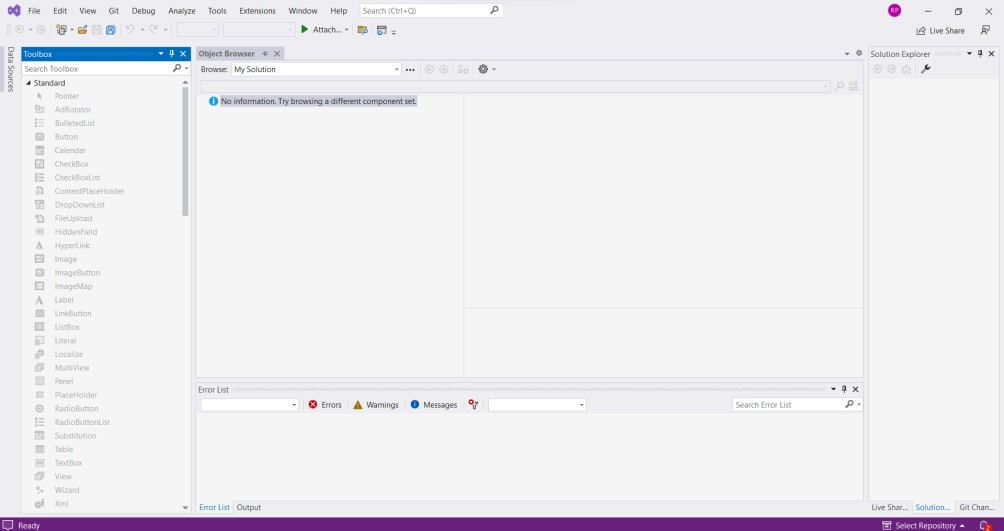 File Edit View Git Debug Analyze Tools Extensions Window Help Search (Ctrl+Q) RP
Attach... Live Share
Data Sources
Toolbox
Search Toolbox
Standard
Pointer
AdRotator
BulletedList
Button
Calendar
CheckBox
CheckBoxList
ContentPlaceHolder
DropDownList
FileUpload
HiddenField
HyperLink
Image
ImageButton
ImageMap
Label
LinkButton
ListBox
Literal
Localize
MultiView
Panel
PlaceHolder
RadioButton
RadioButtonList
Substitution
Table
TextBox
View
Wizard
Xml
Object Browser
Browse: My Solution
No information. Try browsing a different component set.
Error List
Errors Warnings Messages Search Error List
Error List Output
Solution Explorer
Live Shar... Solution... Git Chan...
Ready Select Repository 2